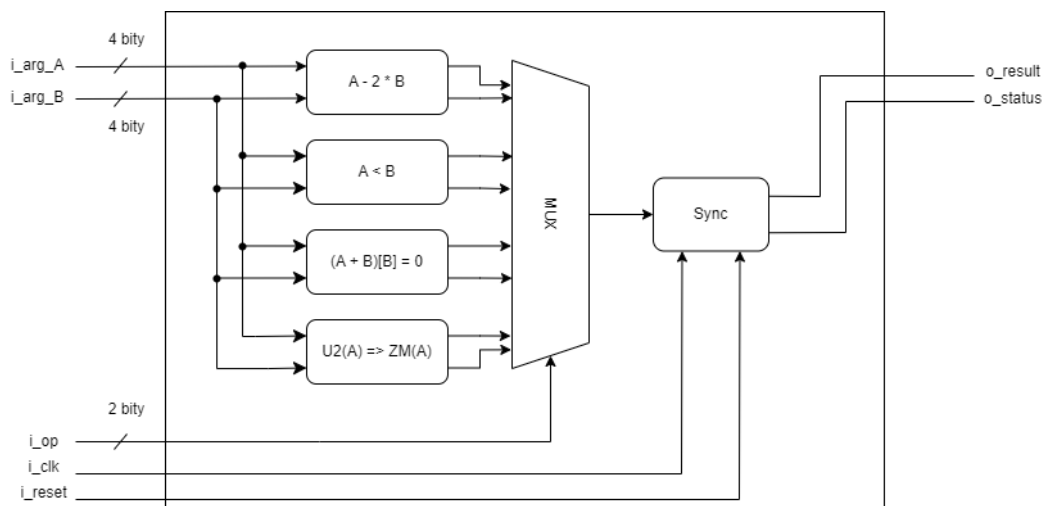 4 bity
i_arg_A
i_arg_B
4 bity
A - 2 * B
A < B
(A + B)[B] = 0
U2(A) => ZM(A)
MUX
Sync
o_result
o_status
2 bity
i_op
i_clk
i_reset